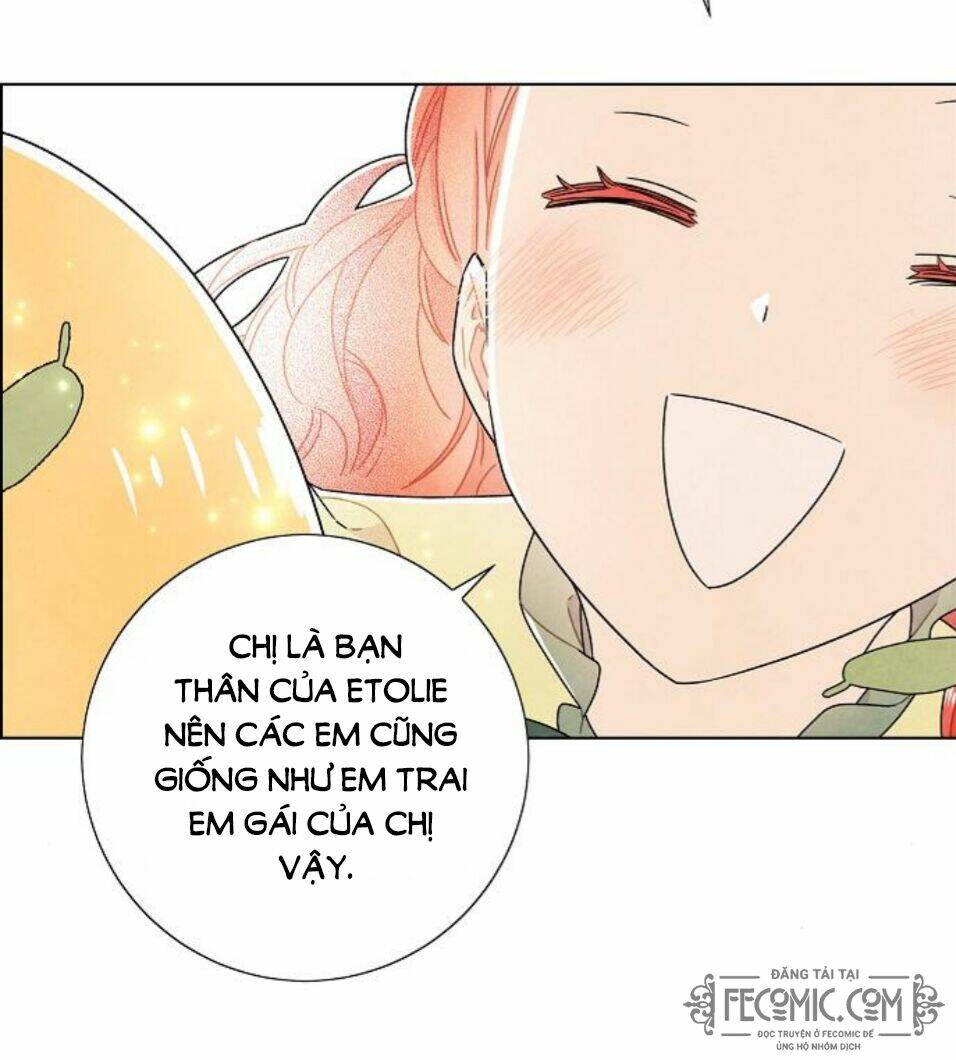 CHỊ LÀ BẠN
THÂN CỦA ETOLIE
NÊN CÁC EM CŨNG
GIỐNG NHƯ EM TRAI
EM GÁI CỦA CHỊ
VẬY.
ĐĂNG TẢI TẠI
FECOMIC.COM
ĐỌC TRUYỆN Ở FECOMIC ĐỂ
ỦNG HỘ NHÓM DỊCH